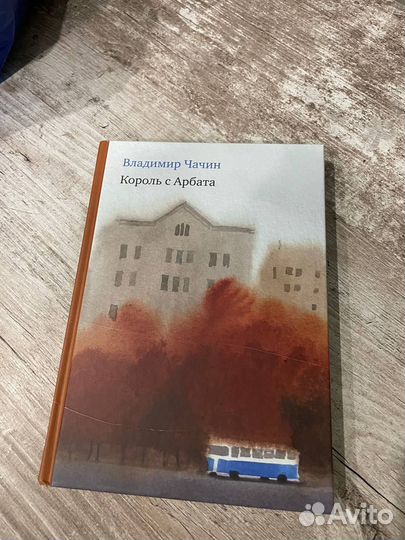 Владимир Чачин
Король с Арбата
Avito